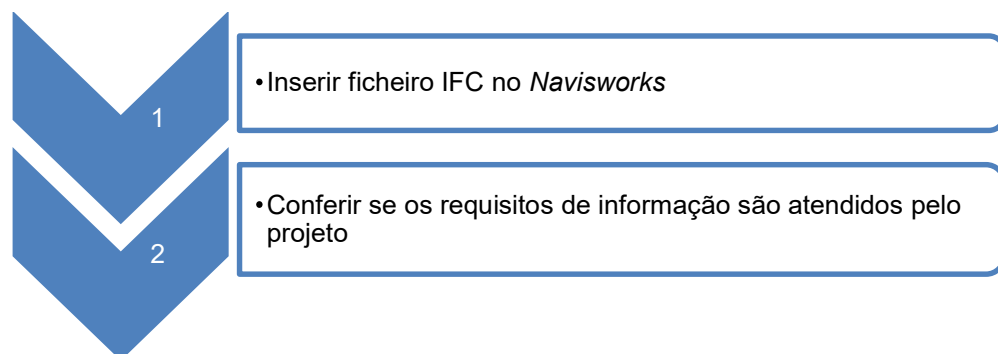 1
•Inserir ficheiro IFC no Navisworks
2
•Conferir se os requisitos de informação são atendidos pelo
projeto